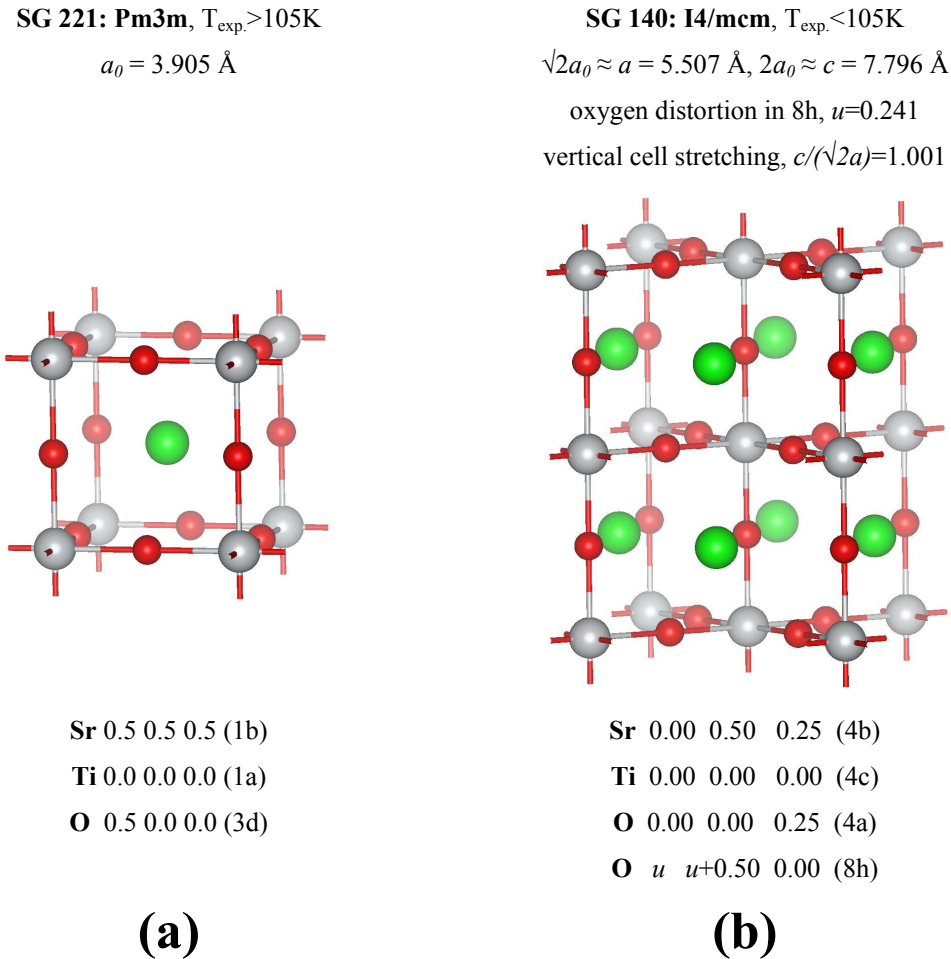 SG 221: Pm3m, T_exp.>105K
a₀ = 3.905 Å
SG 140: I4/mcm, T_exp.<105K
√2a₀ ≈ a = 5.507 Å, 2a₀ ≈ c = 7.796 Å
oxygen distortion in 8h, u=0.241
vertical cell stretching, c/(√2a)=1.001
Sr 0.5 0.5 0.5 (1b)
Ti 0.0 0.0 0.0 (1a)
O 0.5 0.0 0.0 (3d)
Sr 0.00 0.50 0.25 (4b)
Ti 0.00 0.00 0.00 (4c)
O 0.00 0.00 0.25 (4a)
O u u+0.50 0.00 (8h)
(a)
(b)